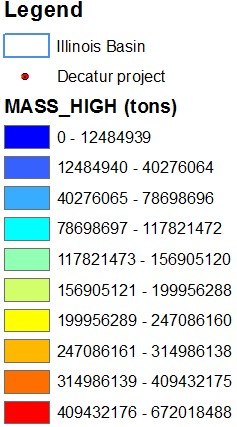 Legend
Illinois Basin
Decatur project
MASS_HIGH (tons)
0 - 12484939
12484940 - 40276064
40276065 - 78698696
78698697 - 117821472
117821473 - 156905120
156905121 - 199956288
199956289 - 247086160
247086161 - 314986138
314986139 - 409432175
409432176 - 672018488